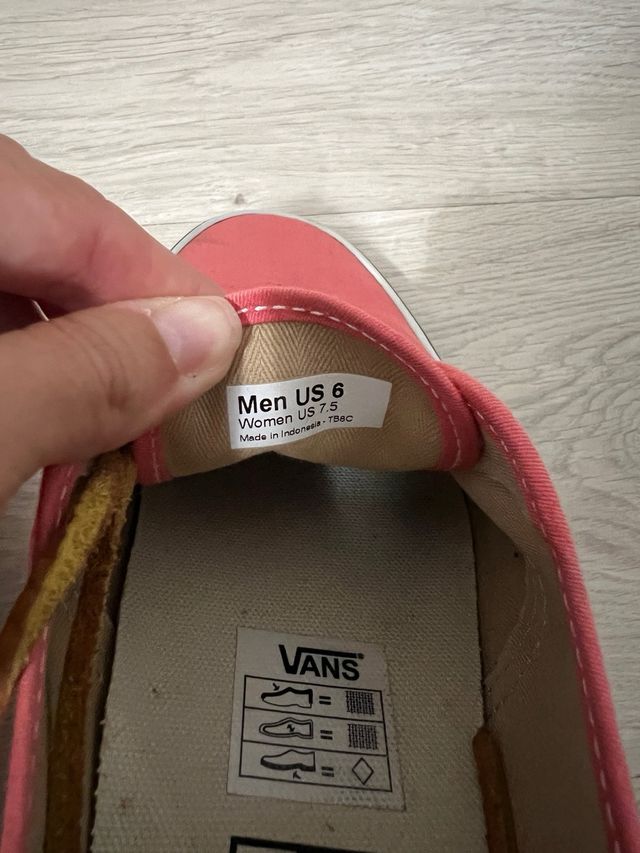 Men US 6
Women US 7.5
Made in Indonesia - TB8C
VANS
=
=
=